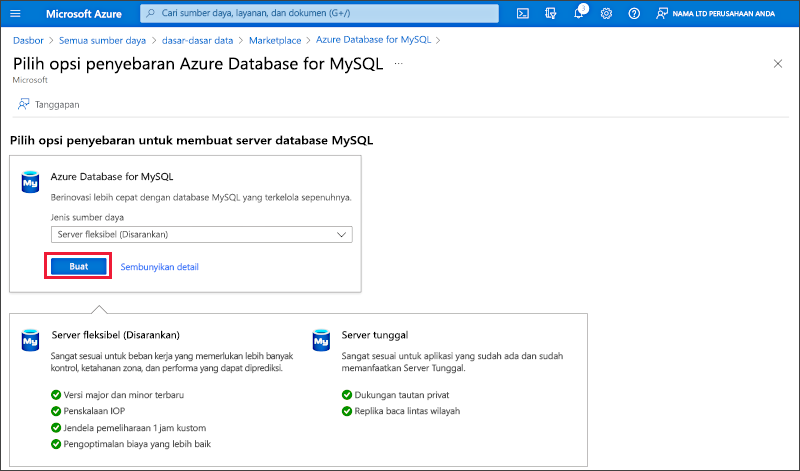 Microsoft Azure
Cari sumber daya, layanan, dan dokumen (G+/)
3
NAMA LTD PERUSAHAAN ANDA
Dasbor > Semua sumber daya > dasar-dasar data > Marketplace > Azure Database for MySQL >
Pilih opsi penyebaran Azure Database for MySQL ...
Microsoft
Tanggapan
Pilih opsi penyebaran untuk membuat server database MySQL
My
Azure Database for MySQL
Berinovasi lebih cepat dengan database MySQL yang terkelola sepenuhnya.
Jenis sumber daya
Server fleksibel (Disarankan)
Buat
Sembunyikan detail
My
Server fleksibel (Disarankan)
Sangat sesuai untuk beban kerja yang memerlukan lebih banyak
kontrol, ketahanan zona, dan performa yang dapat diprediksi.
Versi major dan minor terbaru
Penskalaan IOP
Jendela pemeliharaan 1 jam kustom
Pengoptimalan biaya yang lebih baik
My
Server tunggal
Sangat sesuai untuk aplikasi yang sudah ada dan sudah
memanfaatkan Server Tunggal.
Dukungan tautan privat
Replika baca lintas wilayah